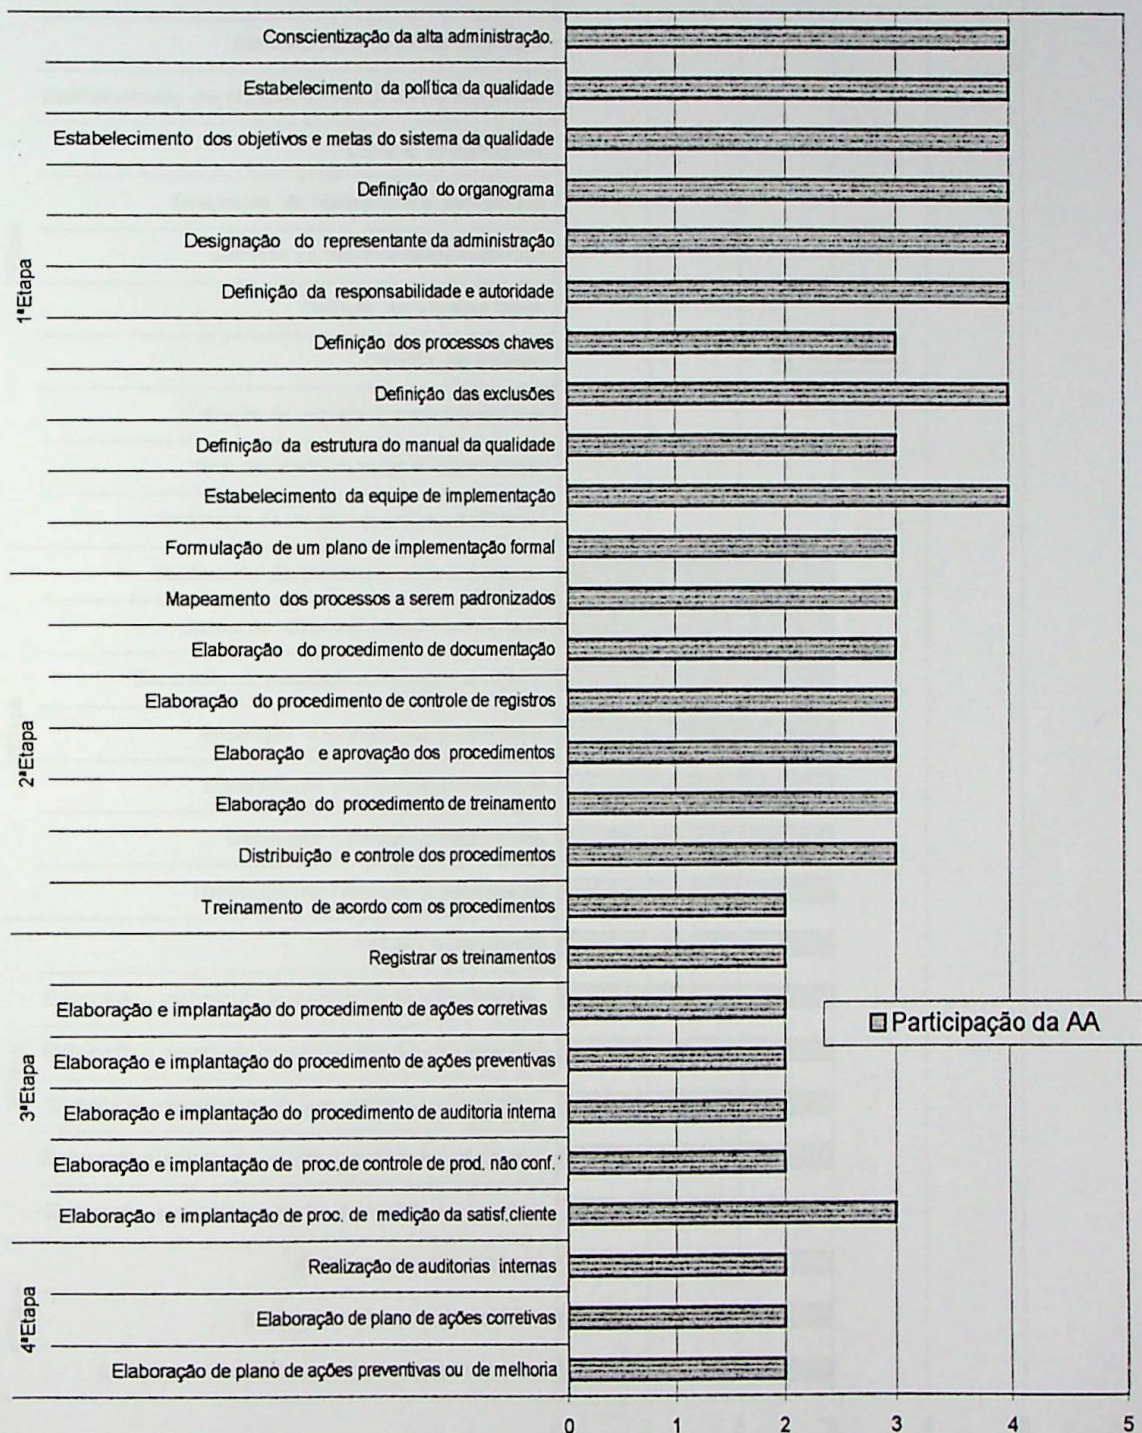 1ªEtapa
Conscientização da alta administração.
Estabelecimento da política da qualidade
Estabelecimento dos objetivos e metas do sistema da qualidade
Definição do organograma
Designação do representante da administração
Definição da responsabilidade e autoridade
Definição dos processos chaves
Definição das exclusões
Definição da estrutura do manual da qualidade
Estabelecimento da equipe de implementação
Formulação de um plano de implementação formal
2ªEtapa
Mapeamento dos processos a serem padronizados
Elaboração do procedimento de documentação
Elaboração do procedimento de controle de registros
Elaboração e aprovação dos procedimentos
Elaboração do procedimento de treinamento
Distribuição e controle dos procedimentos
Treinamento de acordo com os procedimentos
3ªEtapa
Registrar os treinamentos
Elaboração e implantação do procedimento de ações corretivas
Elaboração e implantação do procedimento de ações preventivas
Elaboração e implantação do procedimento de auditoria interna
Elaboração e implantação de proc.de controle de prod. não conf.
Elaboração e implantação de proc. de medição da satisf.cliente
4ªEtapa
Realização de auditorias internas
Elaboração de plano de ações corretivas
Elaboração de plano de ações preventivas ou de melhoria
Participação da AA
0 1 2 3 4 5